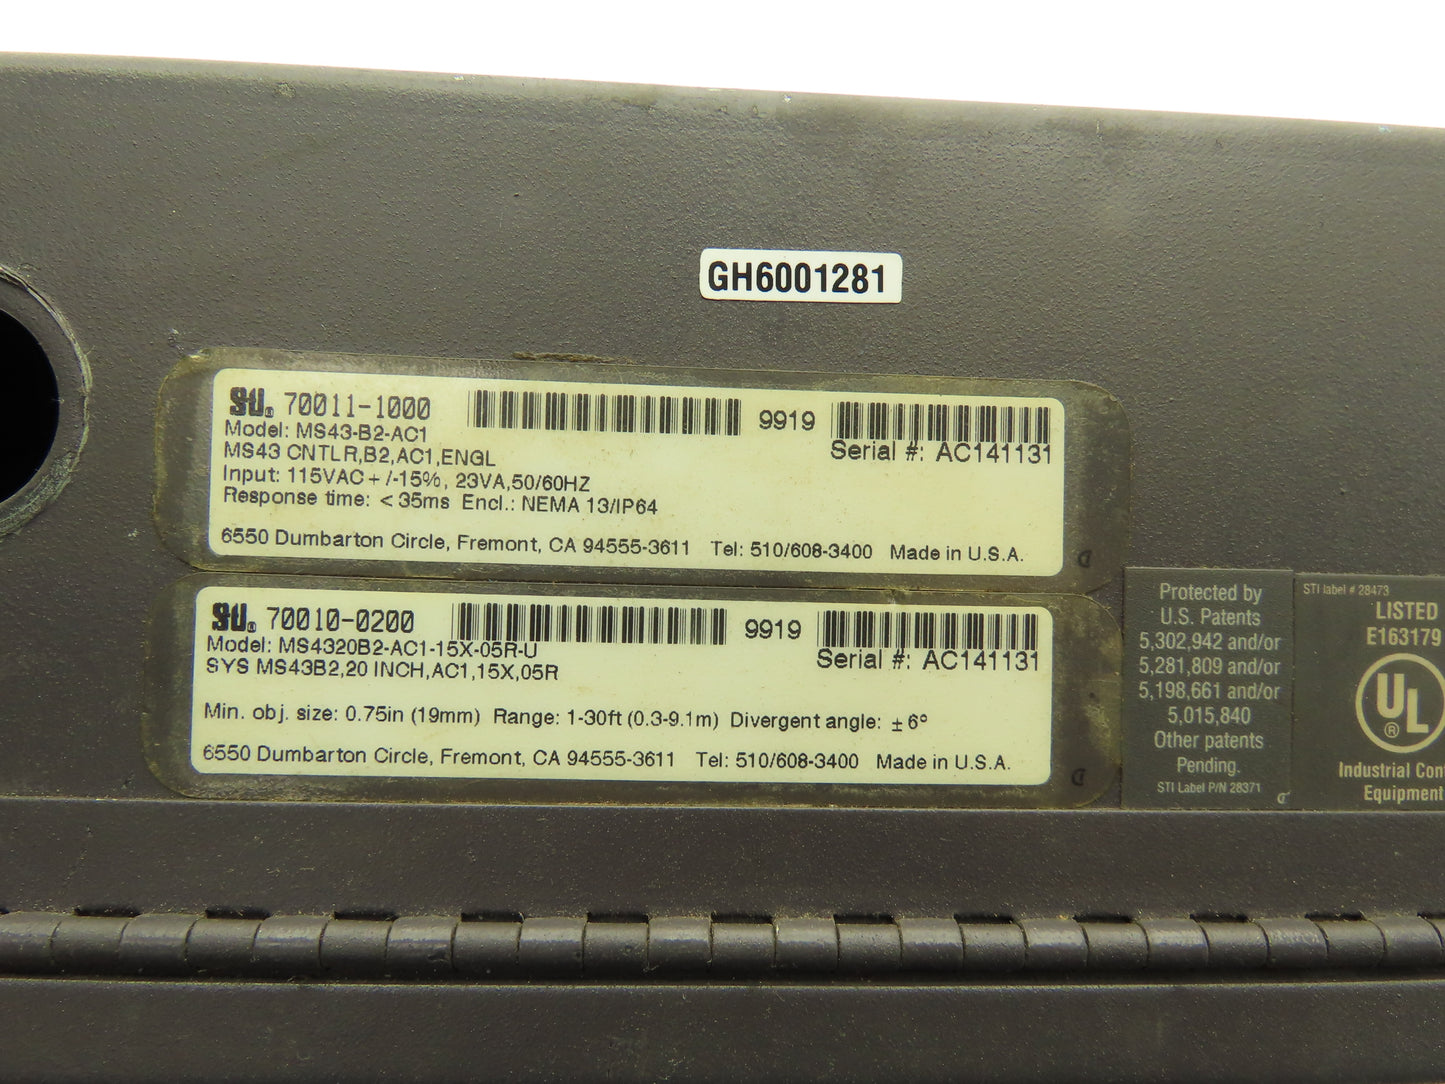 GH6001281
STI® 70011-1000 9919
Model: MS43-B2-AC1 Serial #: AC141131
MS43 CNTLR,B2,AC1,ENGL
Input: 115VAC+/-15%, 23VA,50/60HZ
Response time: <35ms Encl.: NEMA 13/IP64
6550 Dumbarton Circle, Fremont, CA 94555-3611 Tel: 510/608-3400 Made in U.S.A.
STI® 70010-0200 9919
Model: MS4320B2-AC1-15X-05R-U Serial #: AC141131
SYS MS43B2,20 INCH,AC1,15X,05R
Min. obj. size: 0.75in (19mm) Range: 1-30ft (0.3-9.1m) Divergent angle: ±6º
6550 Dumbarton Circle, Fremont, CA 94555-3611 Tel: 510/608-3400 Made in U.S.A.
Protected by
U.S. Patents
5,302,942 and/or
5,281,809 and/or
5,198,661 and/or
5,015,840
Other patents
Pending.
STI Label P/N 28371
STI label # 28473
LISTED
E163179
UL®
Industrial Con
Equipment